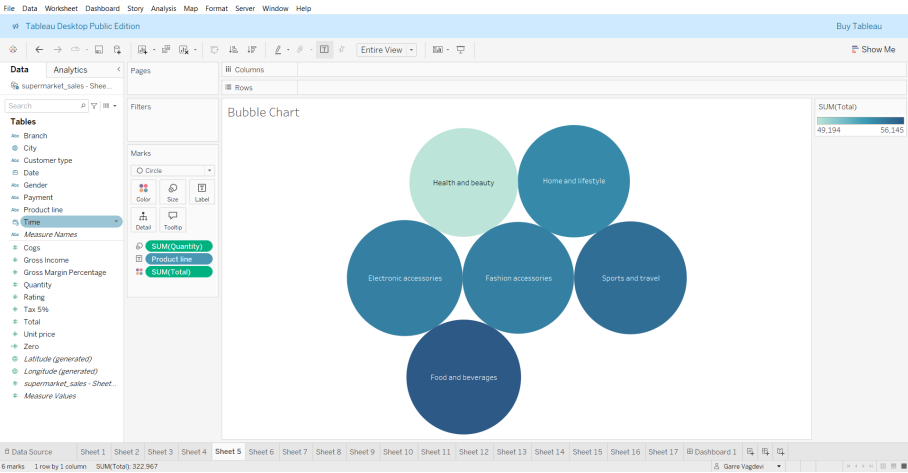 File Data Worksheet Dashboard Story Analysis Map Format Server Window Help
Tableau Desktop Public Edition Buy Tableau
Entire View Show Me
Data Analytics Pages Columns
supermarket_sales - Shee... Rows
Search Filters Bubble Chart SUM(Total)
49,194 56,145
Tables
Abc Branch
City
Abc Customer type Marks
Date Circle
Abc Gender
Abc Payment Color Size Label
Abc Product line
Time Detail Tooltip
Abc Measure Names
Cogs SUM(Quantity)
Gross Income Product line
Gross Margin Percentage SUM(Total)
Quantity
Rating
Tax 5%
Total
Unit price
Zero
Latitude (generated)
Longitude (generated)
supermarket_sales - Sheet...
Measure Values
Health and beauty Home and lifestyle
Electronic accessories Fashion accessories Sports and travel
Food and beverages
Data Source Sheet 1 Sheet 2 Sheet 3 Sheet 4 Sheet 5 Sheet 6 Sheet 7 Sheet 8 Sheet 9 Sheet 10 Sheet 11 Sheet 12 Sheet 13 Sheet 14 Sheet 15 Sheet 16 Sheet 17 Dashboard 1
6 marks 1 row by 1 column SUM(Total): 322,967 Garre Vagdevi